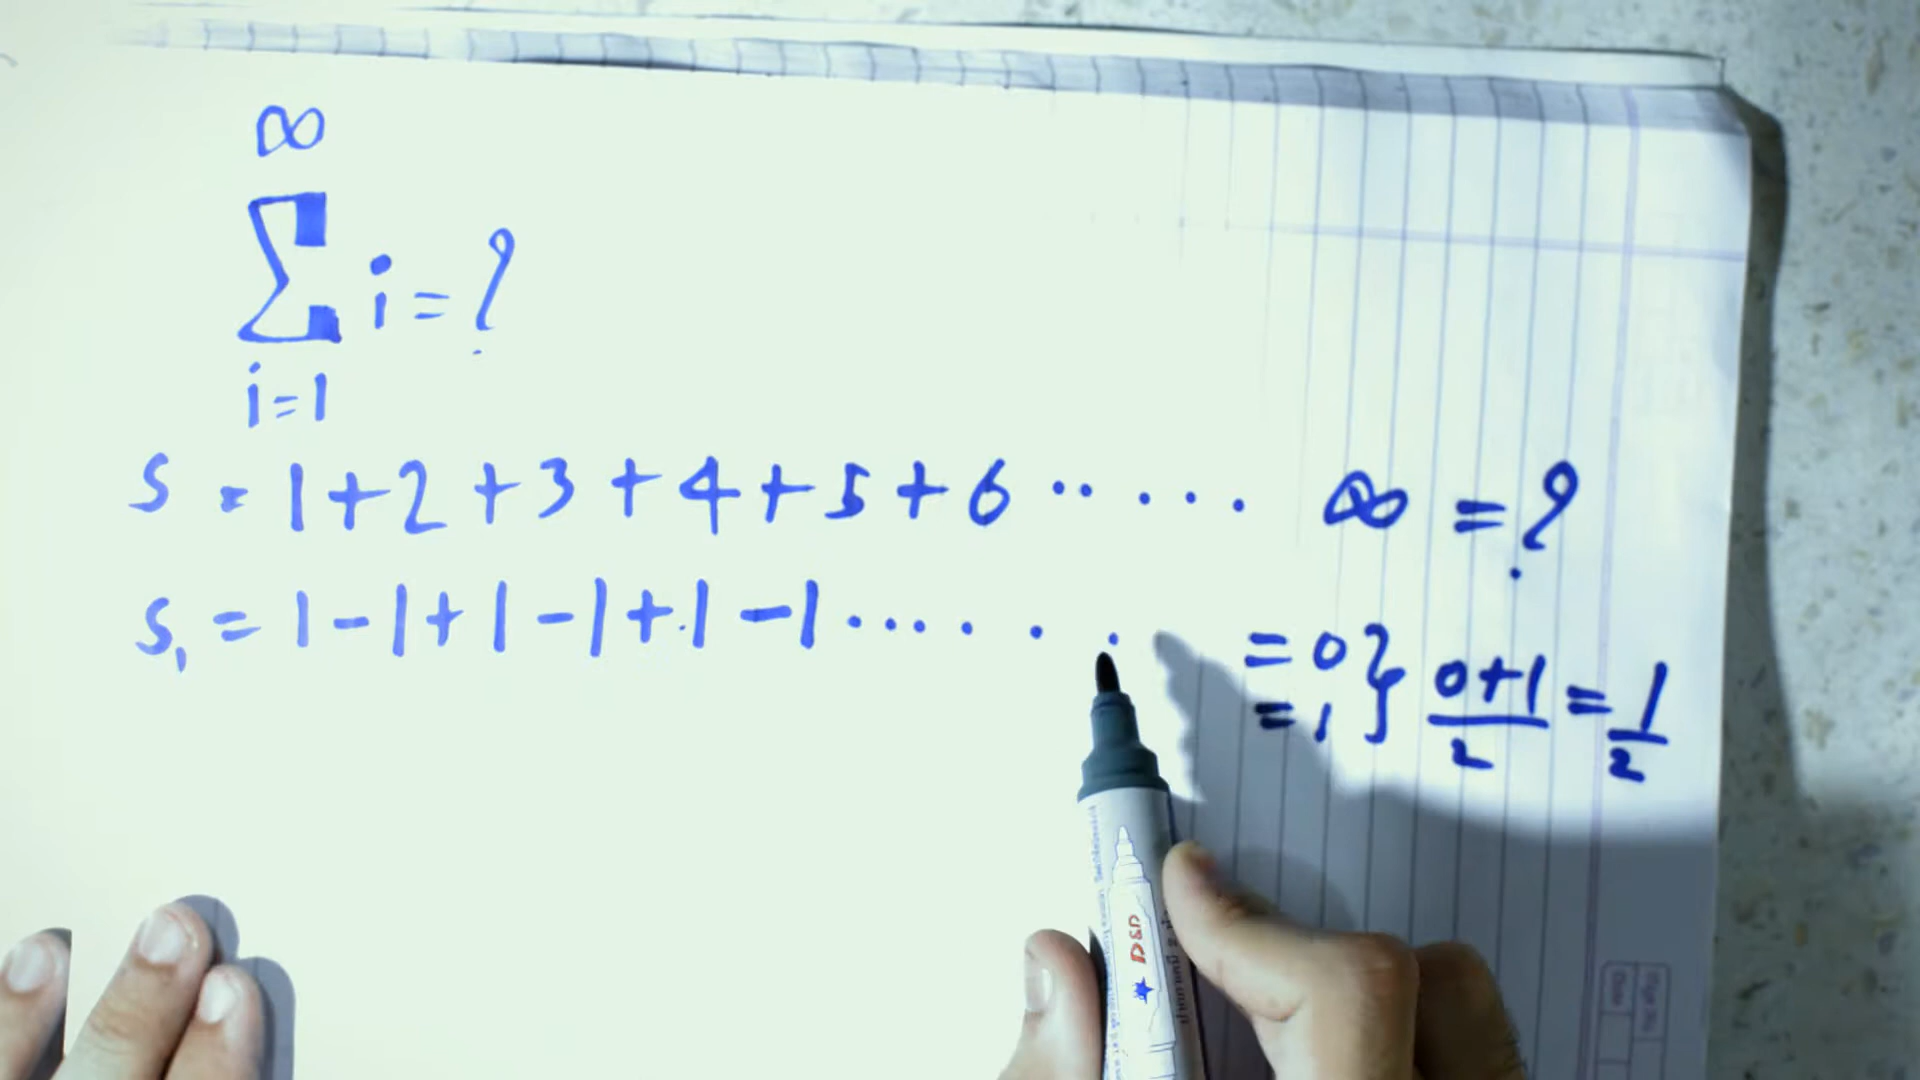 ∞
Σ i = ?
i=1
S = 1+2+3+4+5+6 ...... ∞ = ?
S₁ = 1-1+1-1+1-1 ....... = 0 } 0+1/2 = 1/2
= 1
D&D